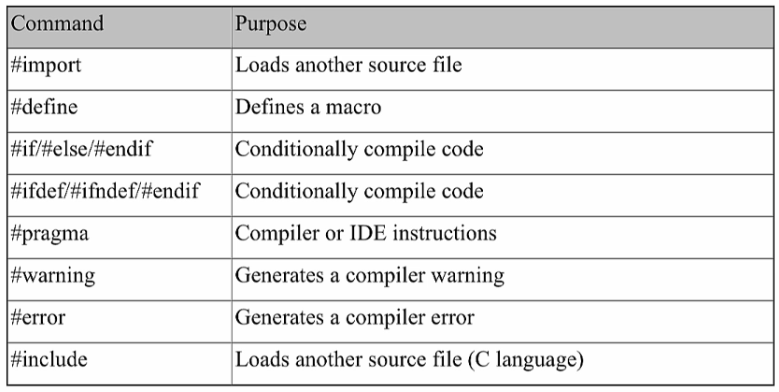 Command Purpose
#import Loads another source file
#define Defines a macro
#if/#else/#endif Conditionally compile code
#ifdef/#ifndef/#endif Conditionally compile code
#pragma Compiler or IDE instructions
#warning Generates a compiler warning
#error Generates a compiler error
#include Loads another source file (C language)